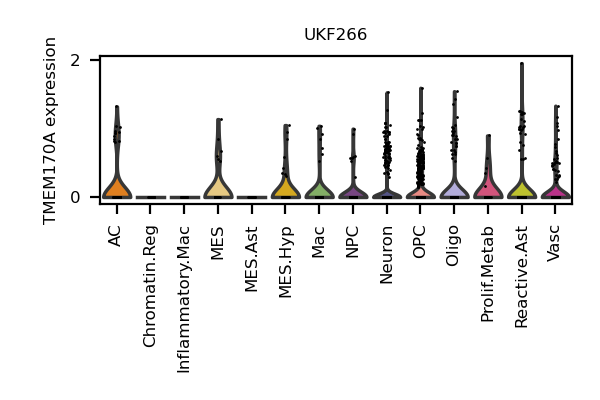 UKF266
TMEM170A expression
2
0
AC
Chromatin.Reg
Inflammatory.Mac
MES
MES.Ast
MES.Hyp
Mac
NPC
Neuron
OPC
Oligo
Prolif.Metab
Reactive.Ast
Vasc